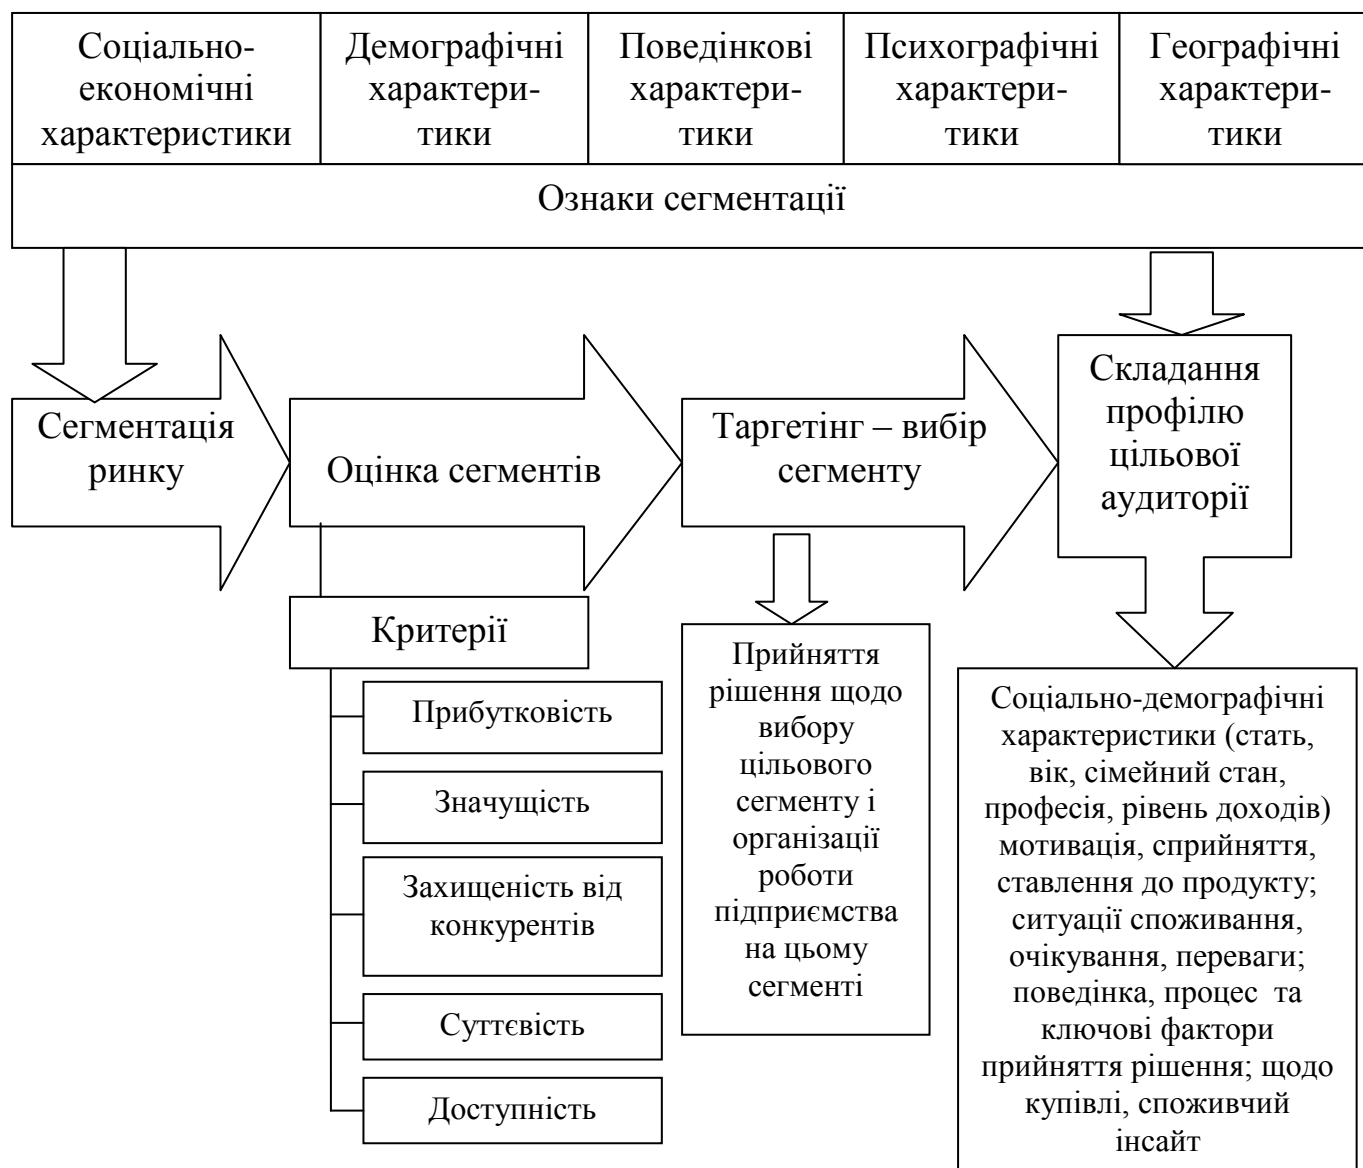 Соціально-
економічні
характеристики
Демографічні
характери-
тики
Поведінкові
характери-
тики
Психографічні
характери-
тики
Географічні
характери-
тики
Ознаки сегментації
Сегментація
ринку
Оцінка сегментів
Таргетінг – вибір
сегменту
Складання
профілю
цільової
аудиторії
Критерії
Прибутковість
Значущість
Захищеність від
конкурентів
Суттєвість
Доступність
Прийняття
рішення щодо
вибору
цільового
сегменту і
організації
роботи
підприємства
на цьому
сегменті
Соціально-демографічні
характеристики (стать,
вік, сімейний стан,
професія, рівень доходів)
мотивація, сприйняття,
ставлення до продукту;
ситуації споживання,
очікування, переваги;
поведінка, процес та
ключові фактори
прийняття рішення; щодо
купівлі, споживчий
інсайт